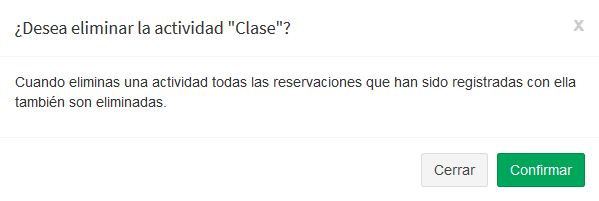 ¿Desea eliminar la actividad "Clase"?
x
Cuando eliminas una actividad todas las reservaciones que han sido registradas con ella
también son eliminadas.
Cerrar
Confirmar